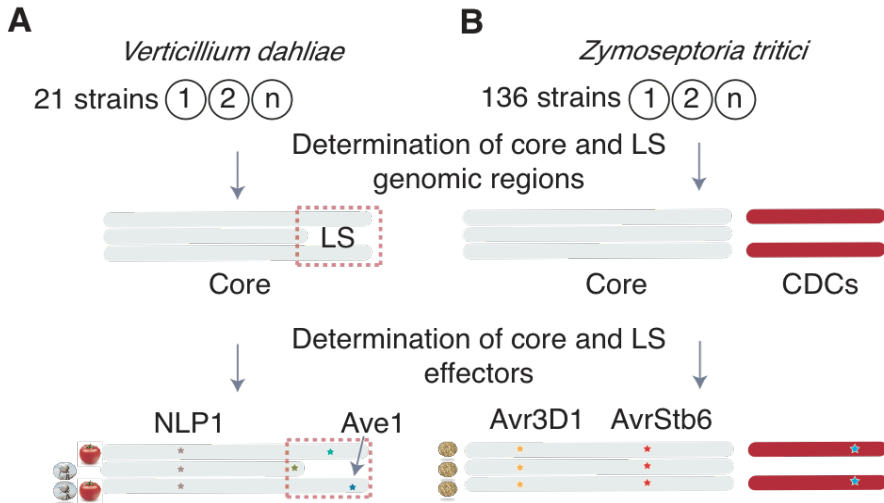 A
B
Verticillium dahliae
Zymoseptoria tritici
21 strains 1 2 n
136 strains 1 2 n
Determination of core and LS
genomic regions
LS
Core
Core
CDCs
Determination of core and LS
effectors
NLP1
Ave1
Avr3D1
AvrStb6